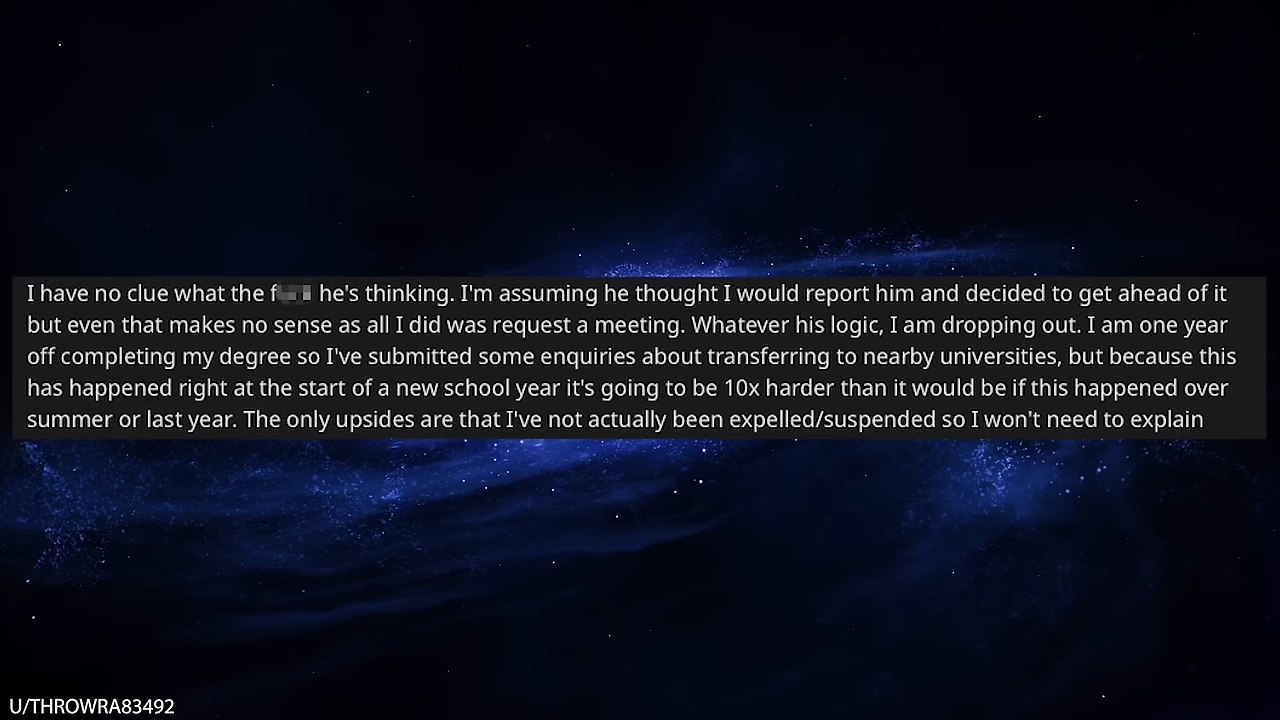 I have no clue what the f he's thinking. I'm assuming he thought I would report him and decided to get ahead of it
but even that makes no sense as all I did was request a meeting. Whatever his logic, I am dropping out. I am one year
off completing my degree so I've submitted some enquiries about transferring to nearby universities, but because this
has happened right at the start of a new school year it's going to be 10x harder than it would be if this happened over
summer or last year. The only upsides are that I've not actually been expelled/suspended so I won't need to explain
U/THROWRA83492